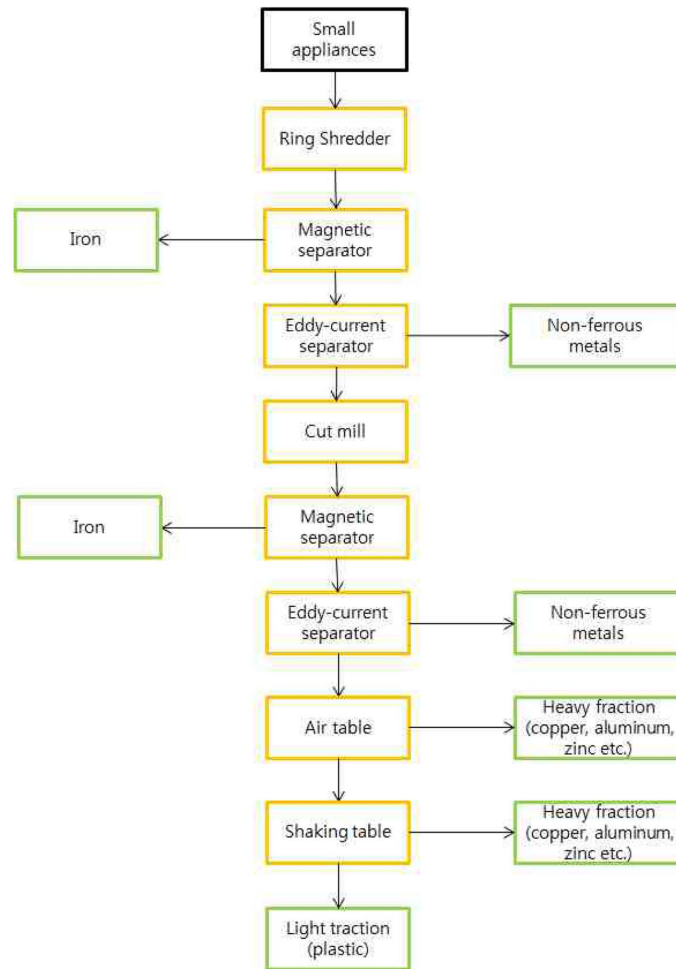 Small
appliances
Ring Shredder
Iron
Magnetic
separator
Eddy-current
separator
Non-ferrous
metals
Cut mill
Iron
Magnetic
separator
Eddy-current
separator
Non-ferrous
metals
Air table
Heavy fraction
(copper, aluminum,
zinc etc.)
Shaking table
Heavy fraction
(copper, aluminum,
zinc etc.)
Light traction
(plastic)